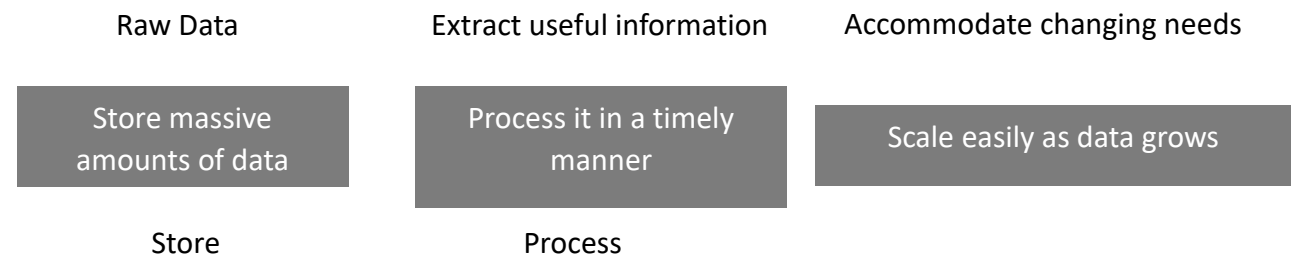 Raw Data
Extract useful information
Accommodate changing needs
Store massive
amounts of data
Process it in a timely
manner
Scale easily as data grows
Store
Process